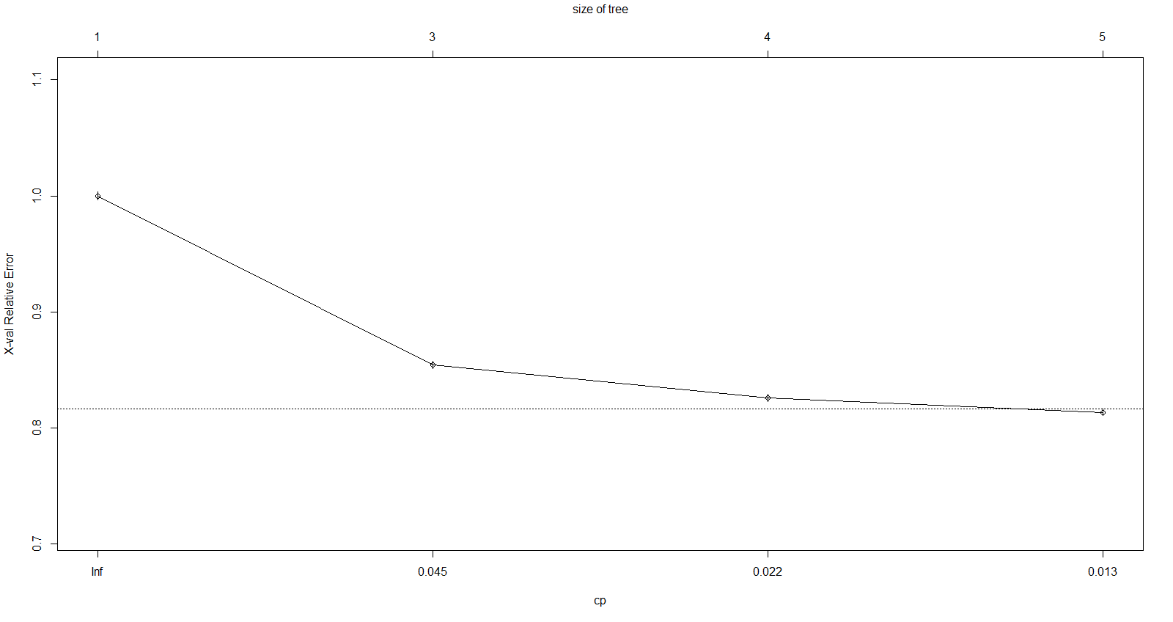 size of tree
1 3 4 5
1.1
1.0
0.9
0.8
0.7
X-val Relative Error
Inf 0.045 0.022 0.013
cp